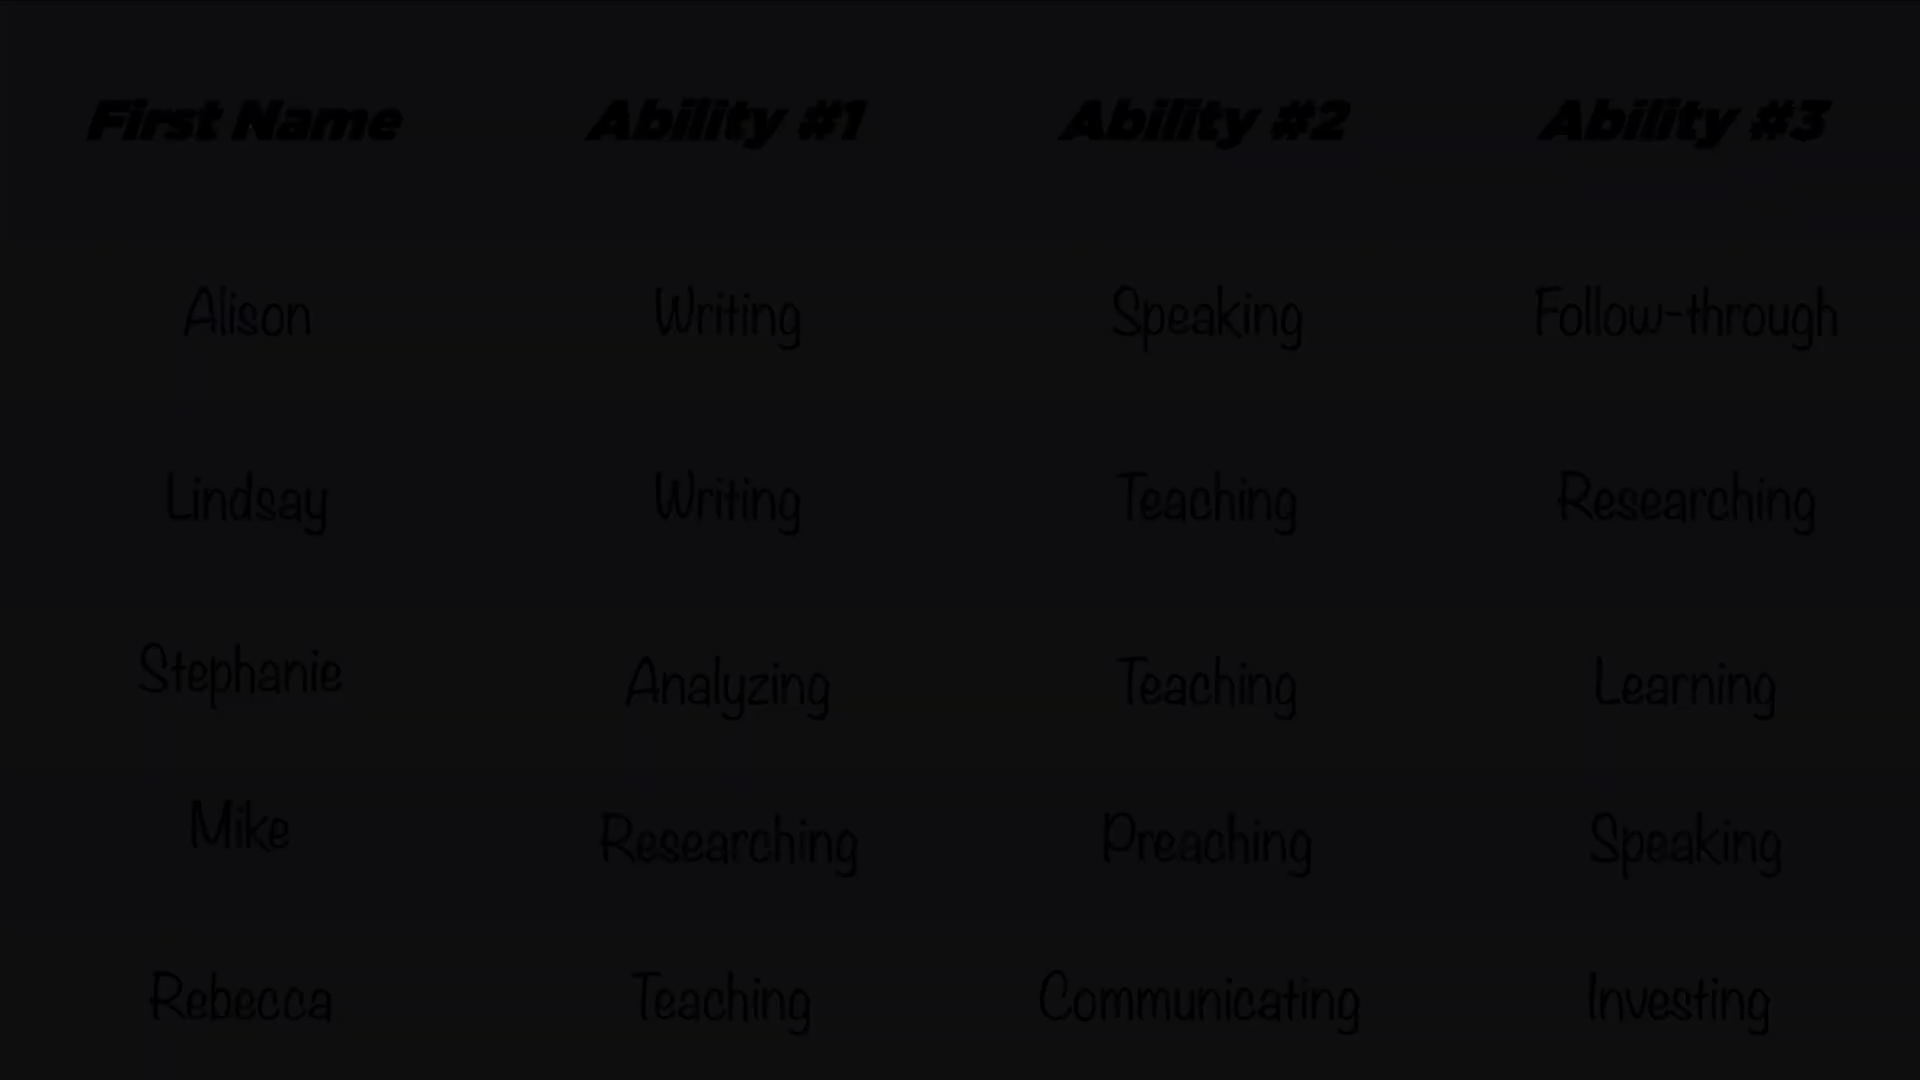 First Name Ability #1 Ability #2 Ability #3
Alison Writing Speaking Follow-through
Lindsay Writing Teaching Researching
Stephanie Analyzing Teaching Learning
Mike Researching Preaching Speaking
Rebecca Teaching Communicating Investing